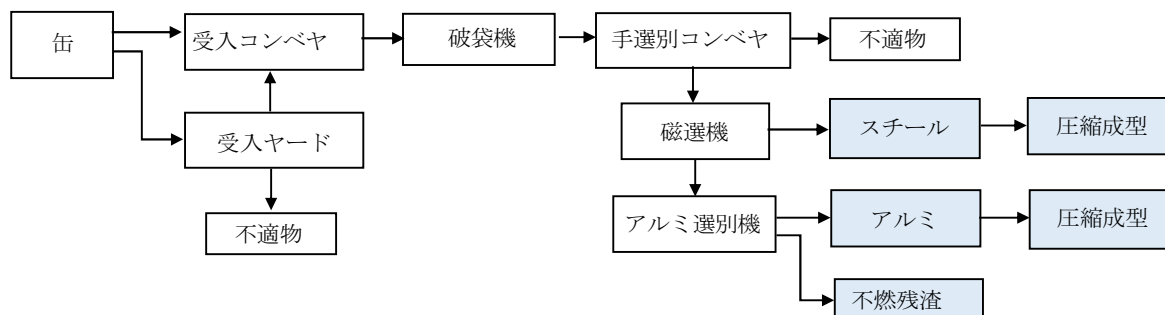 缶
受入コンベヤ
破袋機
手選別コンベヤ
不適物
受入ヤード
磁選機
スチール
圧縮成型
不適物
アルミ選別機
アルミ
圧縮成型
不燃残渣